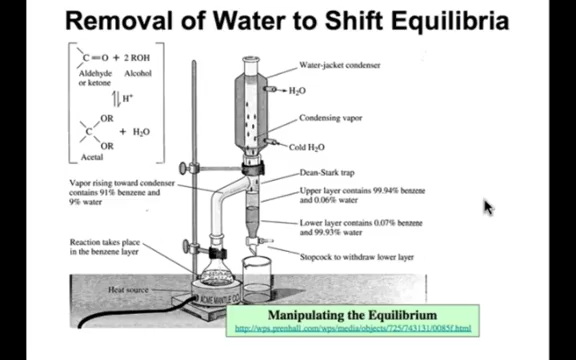 Removal of Water to Shift Equilibria
C=O + 2 ROH
Aldehyde Alcohol
or ketone
H+
OR
C + H₂O
OR
Acetal
Water-jacket condenser
H₂O
Condensing vapor
Cold H₂O
Dean-Stark trap
Vapor rising toward condenser
contains 91% benzene and
9% water
Upper layer contains 99.94% benzene
and 0.06% water
Lower layer contains 0.07% benzene
and 99.93% water
Reaction takes place
in the benzene layer
Stopcock to withdraw lower layer
Heat source
ACME MANTLE CO.
Manipulating the Equilibrium
http://wps.prenhall.com/wps/media/objects/725/743131/0085f.html